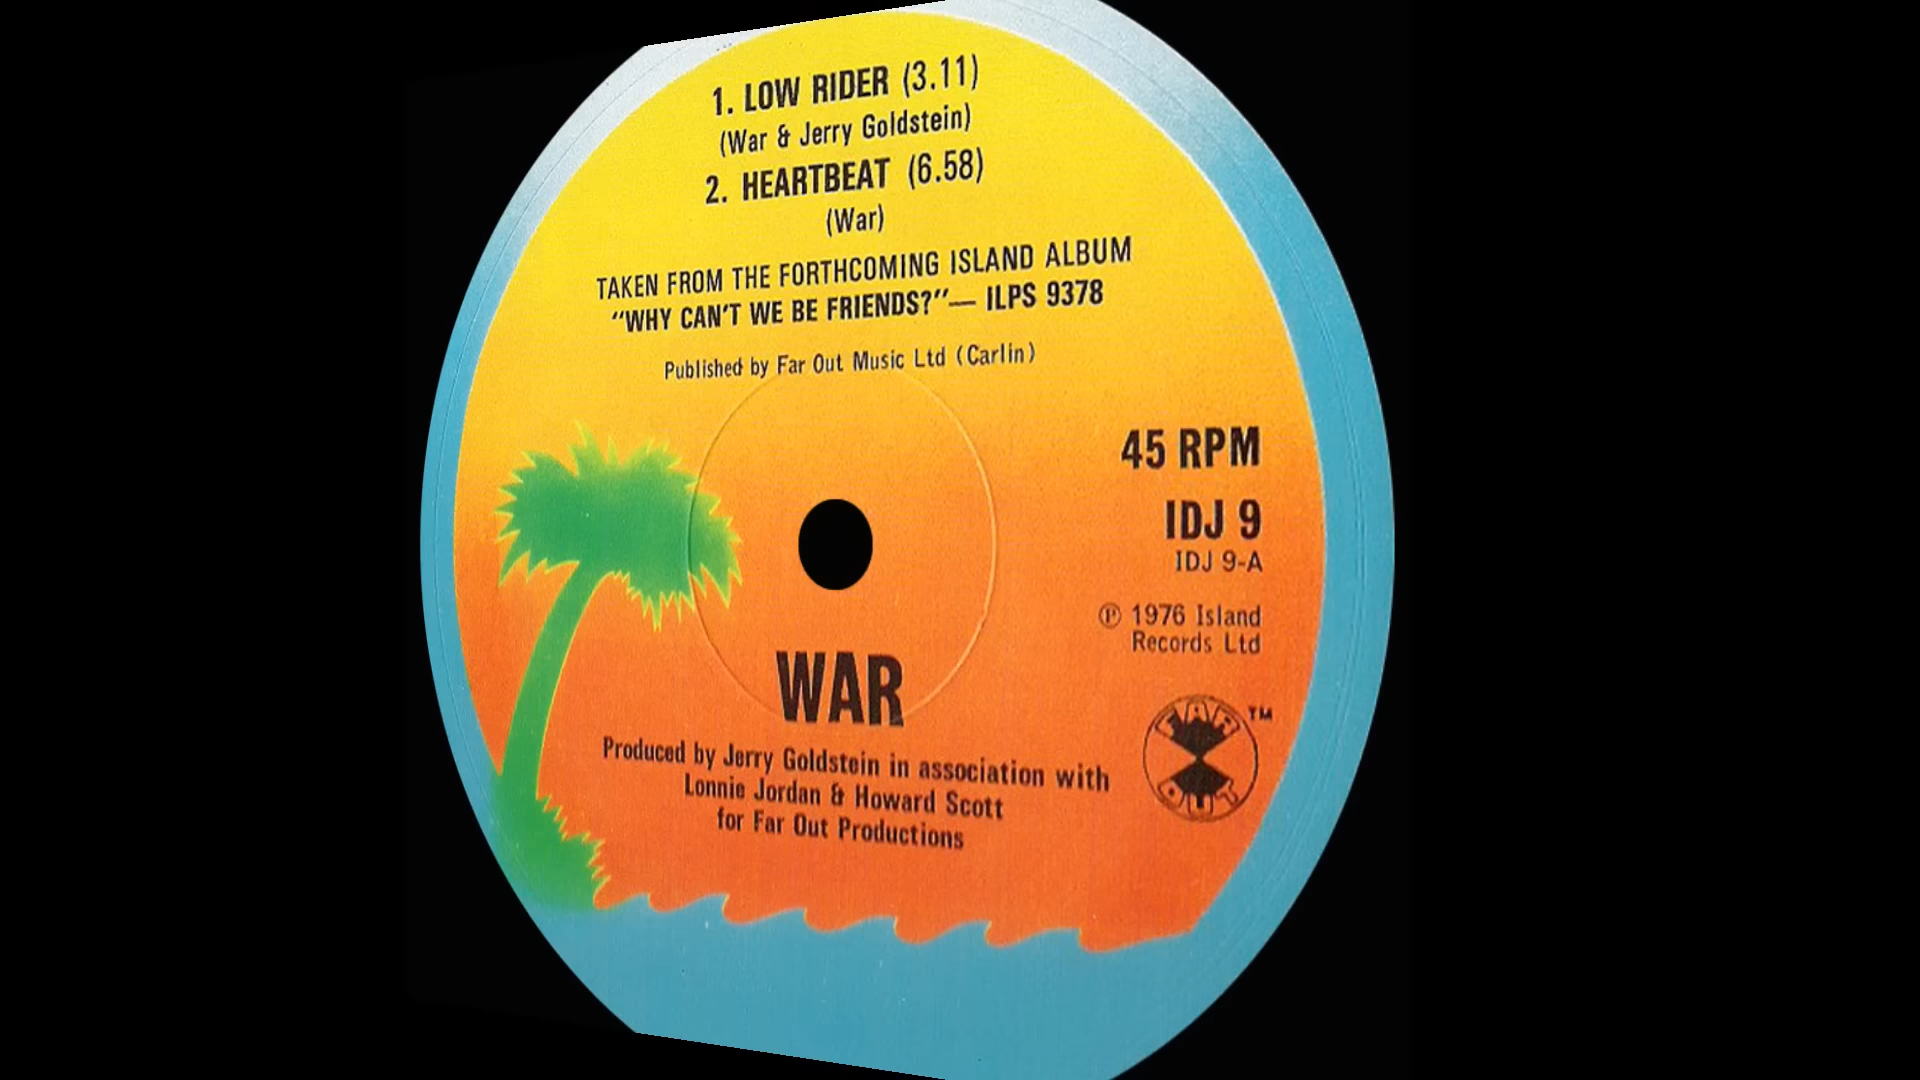 1. LOW RIDER (3.11)
(War & Jerry Goldstein)
2. HEARTBEAT (6.58)
(War)
TAKEN FROM THE FORTHCOMING ISLAND ALBUM
“WHY CAN'T WE BE FRIENDS?”— ILPS 9378
Published by Far Out Music Ltd (Carlin)
45 RPM
IDJ 9
IDJ 9-A
℗ 1976 Island
Records Ltd
WAR
FAR
OUT
TM
Produced by Jerry Goldstein in association with
Lonnie Jordan & Howard Scott
for Far Out Productions